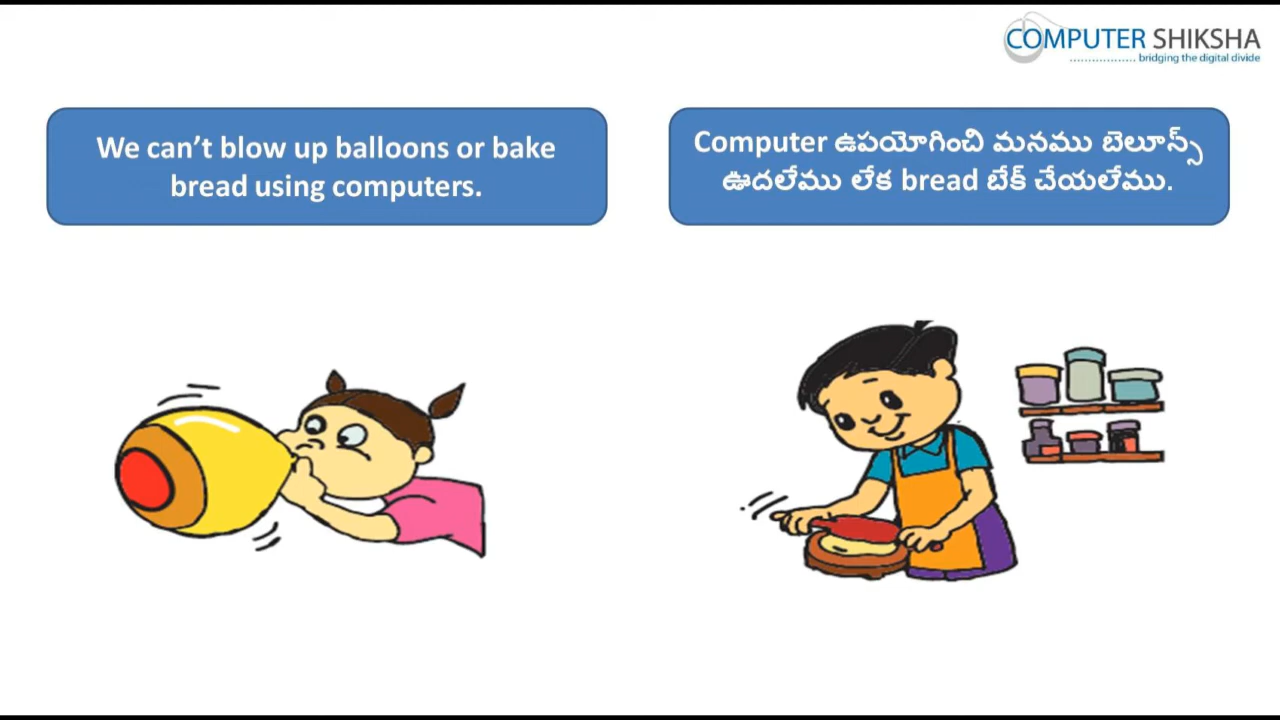 COMPUTER SHIKSHA
bridging the digital divide
We can’t blow up balloons or bake
bread using computers.
Computer ఉపయోగించి మనము బెలూన్స్
ఊదలేము లేక bread బేక్ చేయలేము.